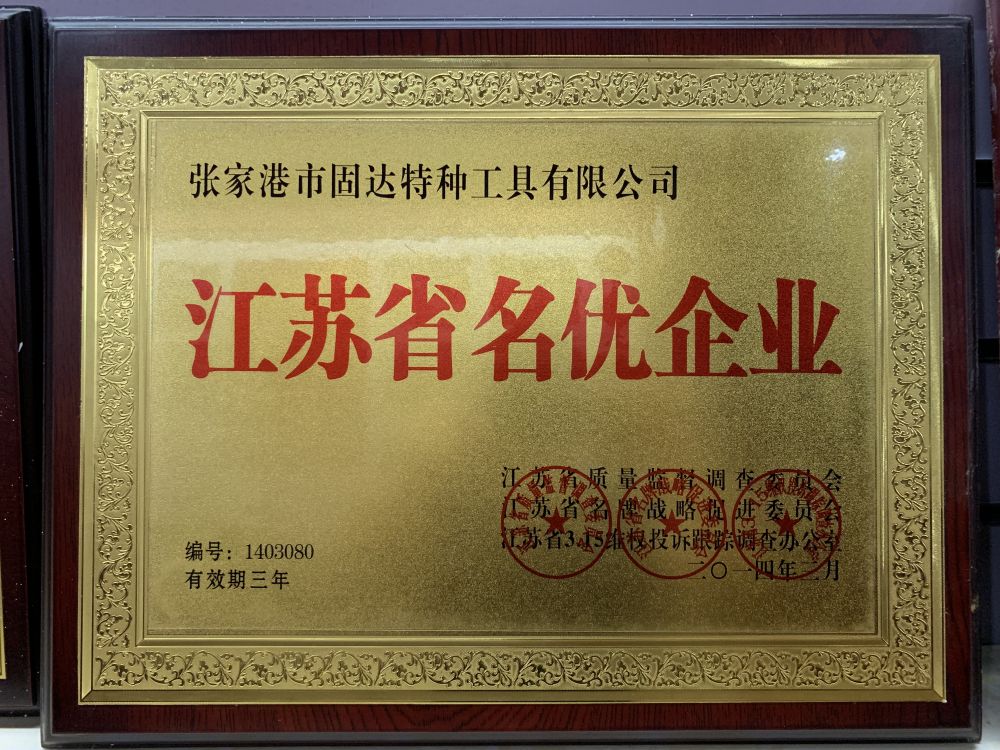 张家港市固达特种工具有限公司
江苏省名优企业
江苏省质量监督调查委员会
江苏省名牌战略促进委员会
江苏省3.15维权投诉跟踪调查办公室
二〇一四年三月
编号：1403080
有效期三年